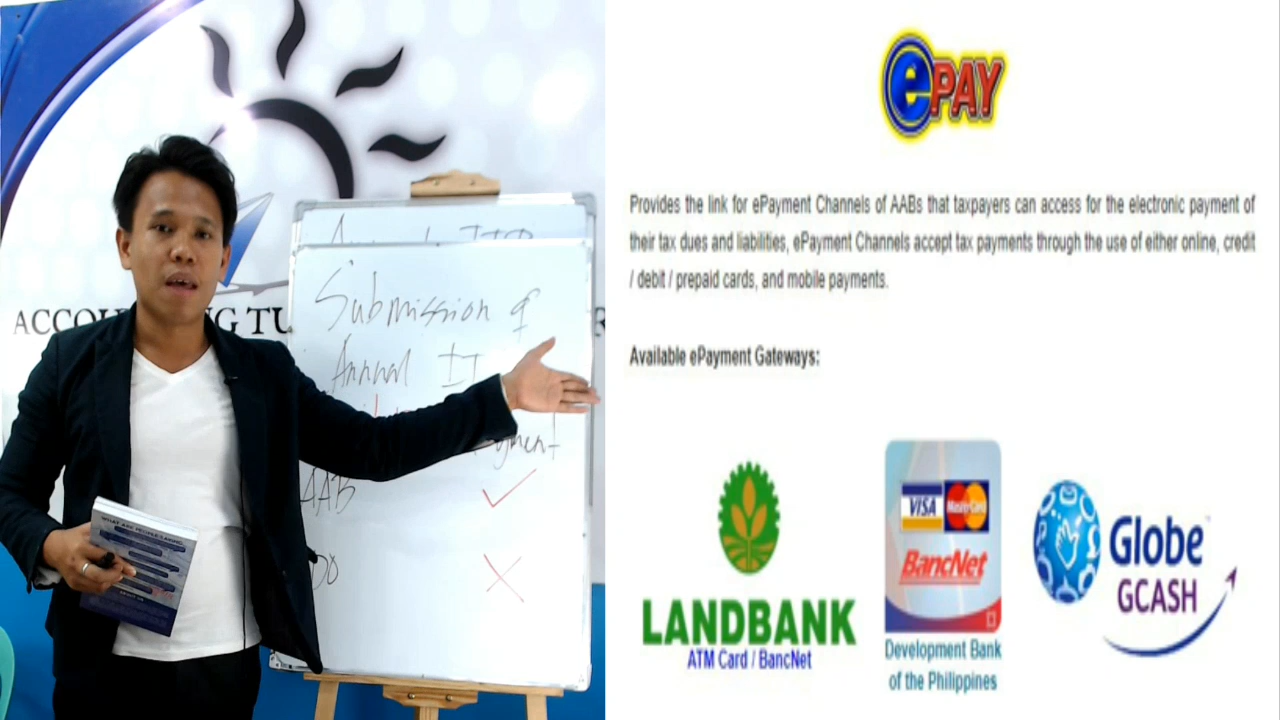 ACCOU
G TU
R
Submission of
Annual IT
yment
AAB
ePAY
Provides the link for ePayment Channels of AABs that taxpayers can access for the electronic payment of
their tax dues and liabilities, ePayment Channels accept tax payments through the use of either online, credit
/ debit / prepaid cards, and mobile payments.
Available ePayment Gateways:
LANDBANK
ATM Card / BancNet
VISA
MasterCard
BancNet
Development Bank
of the Philippines
Globe
GCASH